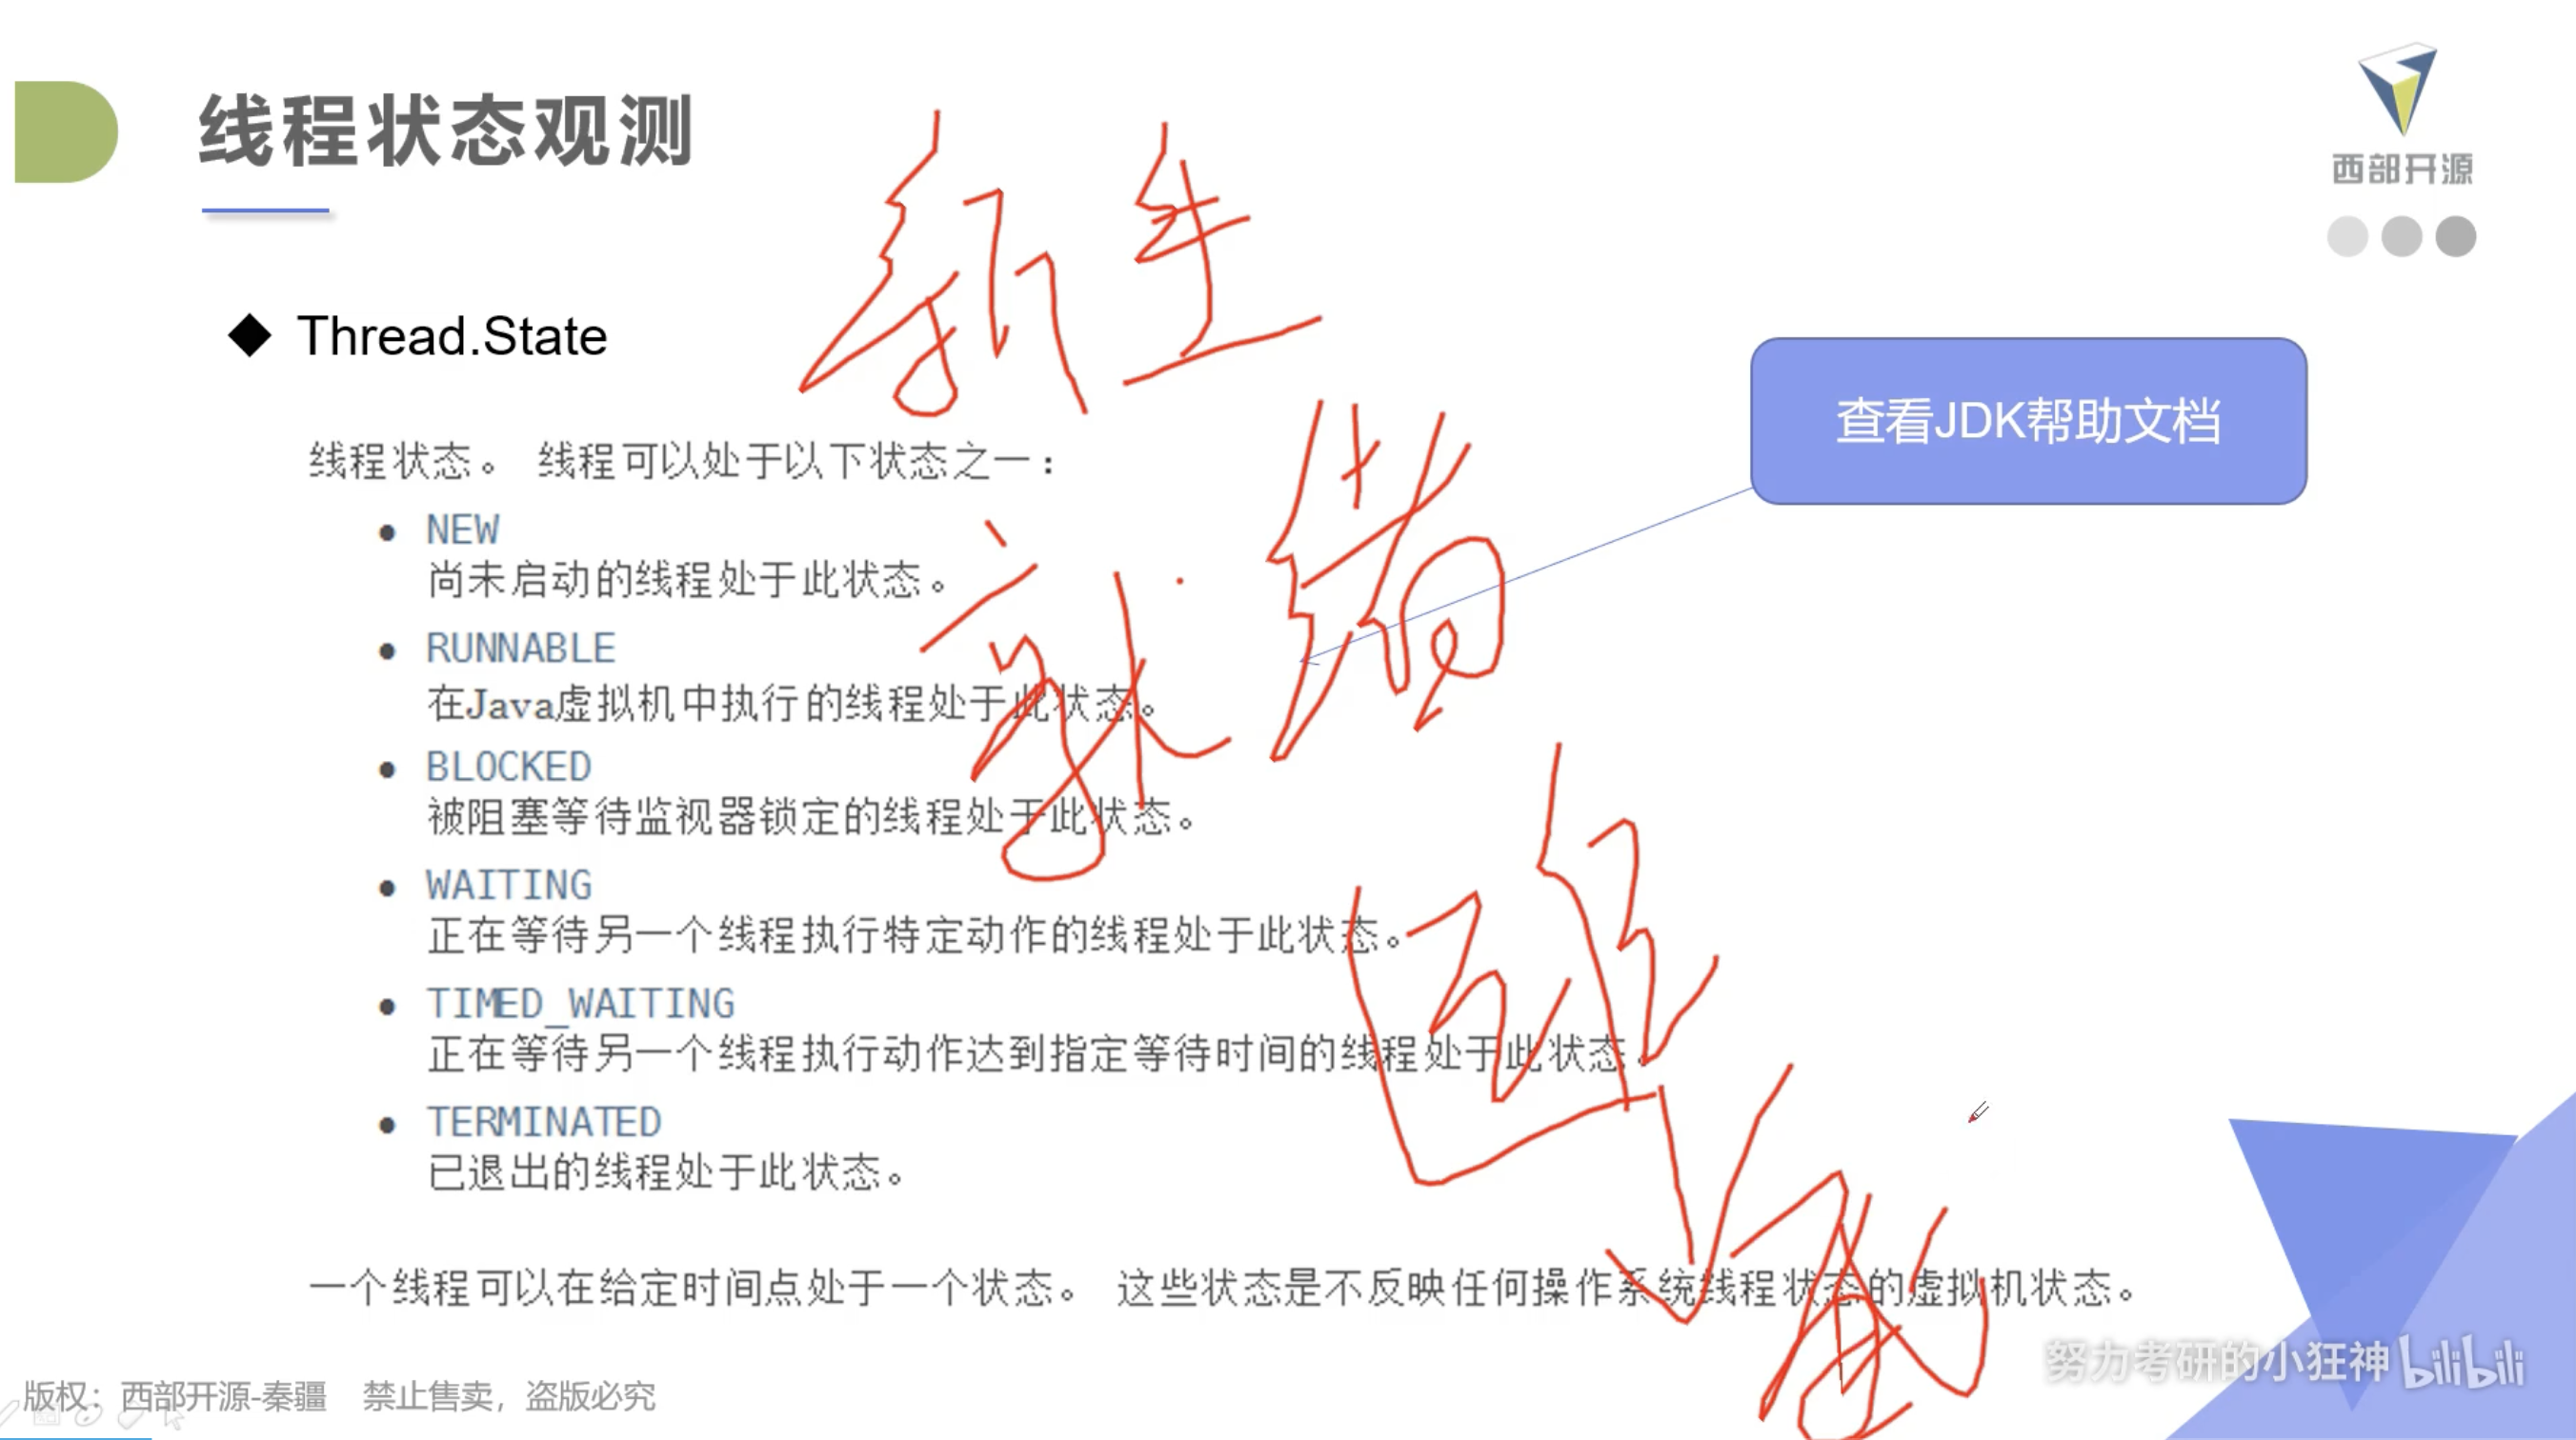 线程状态观测
西部开源
新生
Thread.State
查看JDK帮助文档
就绪
线程状态。 线程可以处于以下状态之一：
NEW
尚未启动的线程处于此状态。
RUNNABLE
在Java虚拟机中执行的线程处于此状态。
BLOCKED
被阻塞等待监视器锁定的线程处于此状态。
WAITING
正在等待另一个线程执行特定动作的线程处于此状态。
TIMED_WAITING
正在等待另一个线程执行动作达到指定等待时间的线程处于此状态。
TERMINATED
已退出的线程处于此状态。
一个线程可以在给定时间点处于一个状态。 这些状态是不反映任何操作系统线程状态的虚拟机状态。
努力考研的小狂神 bilibili
版权：西部开源-秦疆 禁止售卖，盗版必究